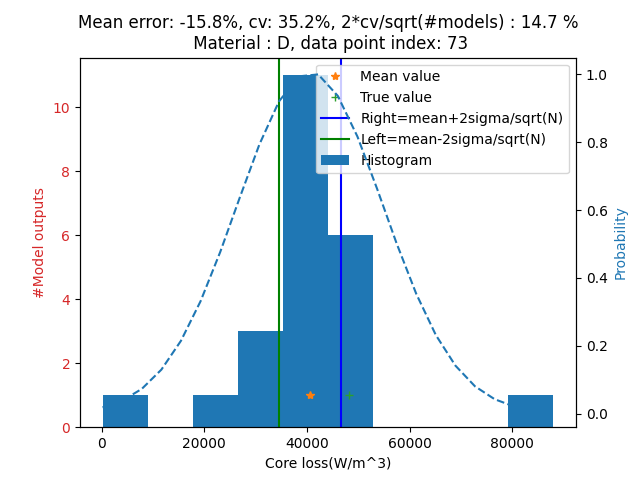 Mean error: -15.8%, cv: 35.2%, 2*cv/sqrt(#models) : 14.7 %
Material : D, data point index: 73
Mean value
True value
Right=mean+2sigma/sqrt(N)
Left=mean-2sigma/sqrt(N)
Histogram
#Model outputs
10
8
6
4
2
0
1.0
0.8
0.6
0.4
0.2
0.0
Probability
0 20000 40000 60000 80000
Core loss(W/m^3)